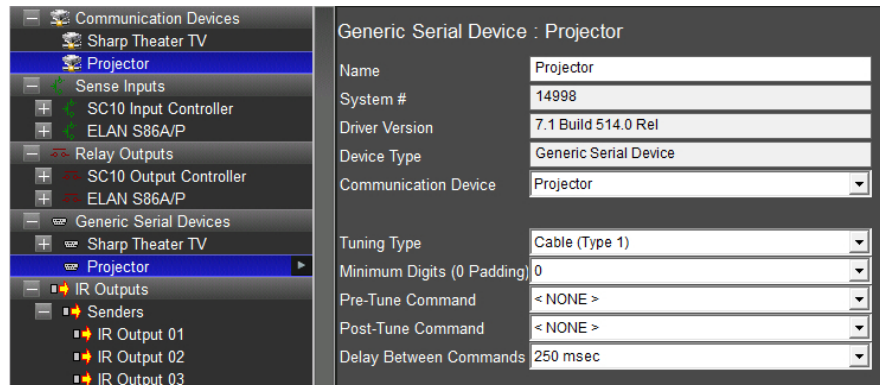 Communication Devices
Sharp Theater TV
Projector
Sense Inputs
SC10 Input Controller
ELAN S86A/P
Relay Outputs
SC10 Output Controller
ELAN S86A/P
Generic Serial Devices
Sharp Theater TV
Projector
IR Outputs
Senders
IR Output 01
IR Output 02
IR Output 03
Generic Serial Device : Projector
Name Projector
System # 14998
Driver Version 7.1 Build 514.0 Rel
Device Type Generic Serial Device
Communication Device Projector
Tuning Type Cable (Type 1)
Minimum Digits (0 Padding) 0
Pre-Tune Command < NONE >
Post-Tune Command < NONE >
Delay Between Commands 250 msec